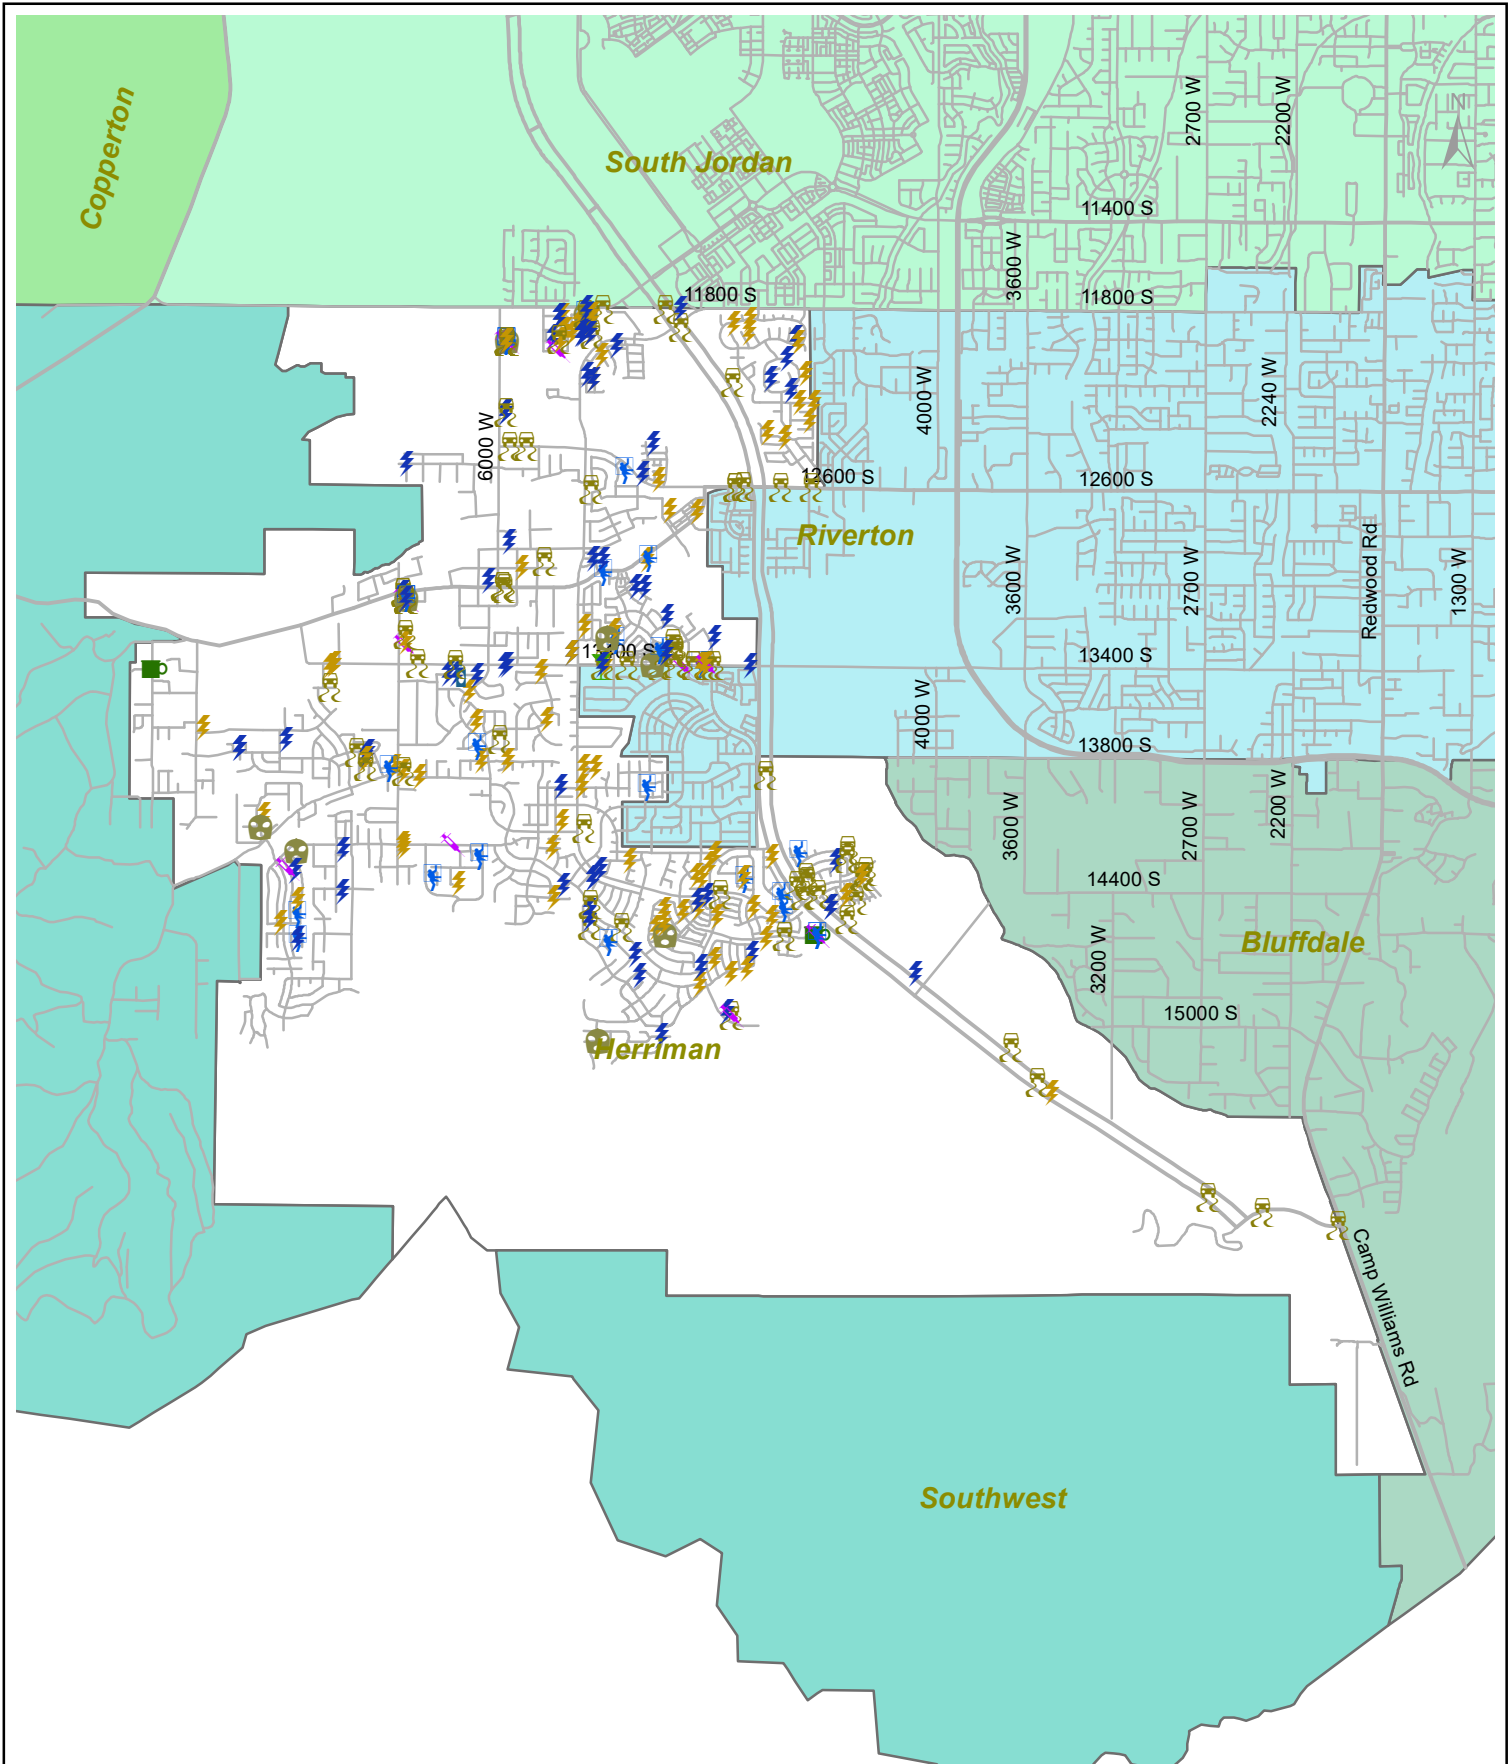 Copperton
South Jordan
2700 W
2200 W
N
11400 S
3600 W
11800 S
11800 S
4000 W
2240 W
6000 W
12600 S
12600 S
Riverton
3600 W
2700 W
Redwood Rd
1300 W
13400 S
13400 S
4000 W
13800 S
3600 W
2700 W
2200 W
14400 S
3200 W
Bluffdale
15000 S
Herriman
Camp Williams Rd
Southwest